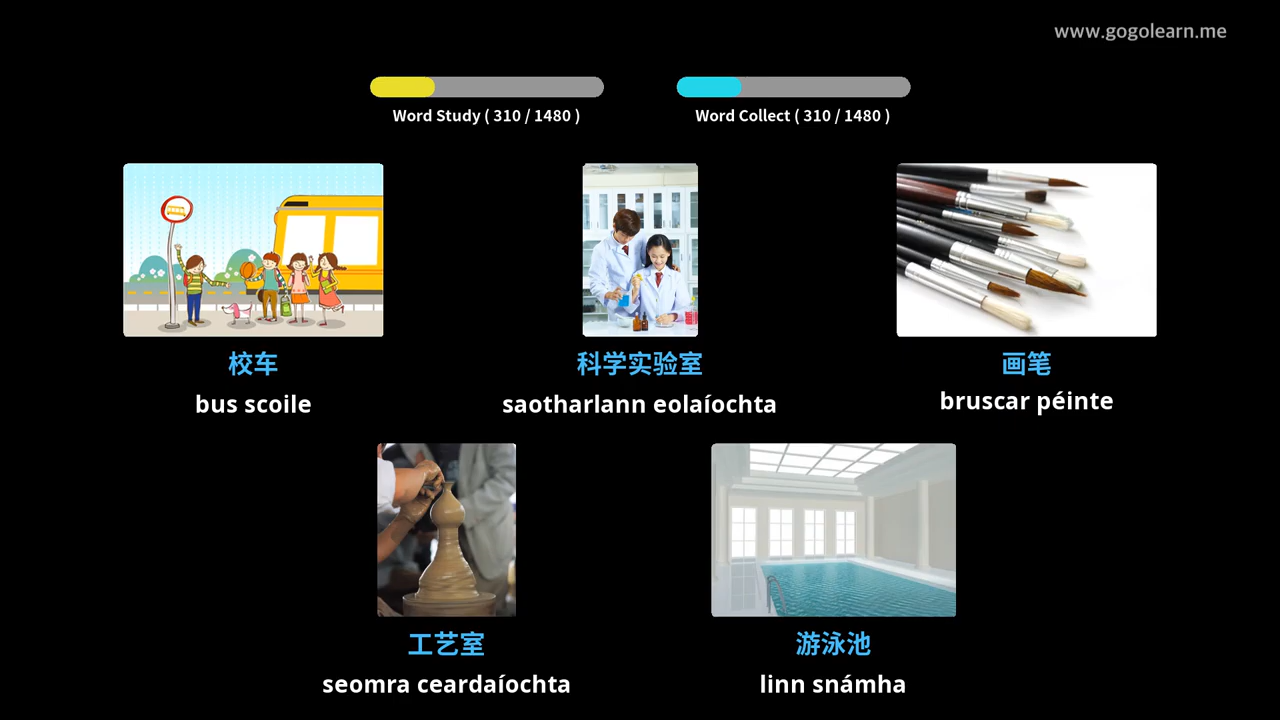 www.gogolearn.me
Word Study ( 310 / 1480 )
Word Collect ( 310 / 1480 )
校车
科学实验室
画笔
bus scoile
saotharlann eolaíochta
bruscar péinte
工艺室
游泳池
seomra ceardaíochta
linn snámha